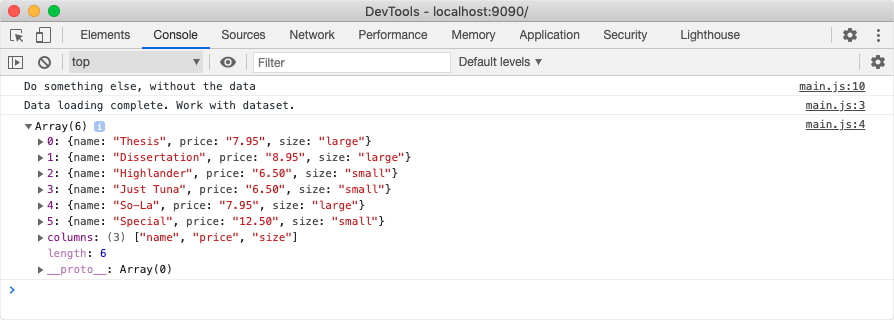 DevTools - localhost:9090/
Elements Console Sources Network Performance Memory Application Security Lighthouse
top Filter Default levels
Do something else, without the data main.js:10
Data loading complete. Work with dataset. main.js:3
Array(6) i main.js:4
0: {name: "Thesis", price: "7.95", size: "large"}
1: {name: "Dissertation", price: "8.95", size: "large"}
2: {name: "Highlander", price: "6.50", size: "small"}
3: {name: "Just Tuna", price: "6.50", size: "small"}
4: {name: "So-La", price: "7.95", size: "large"}
5: {name: "Special", price: "12.50", size: "small"}
columns: (3) ["name", "price", "size"]
length: 6
__proto__: Array(0)